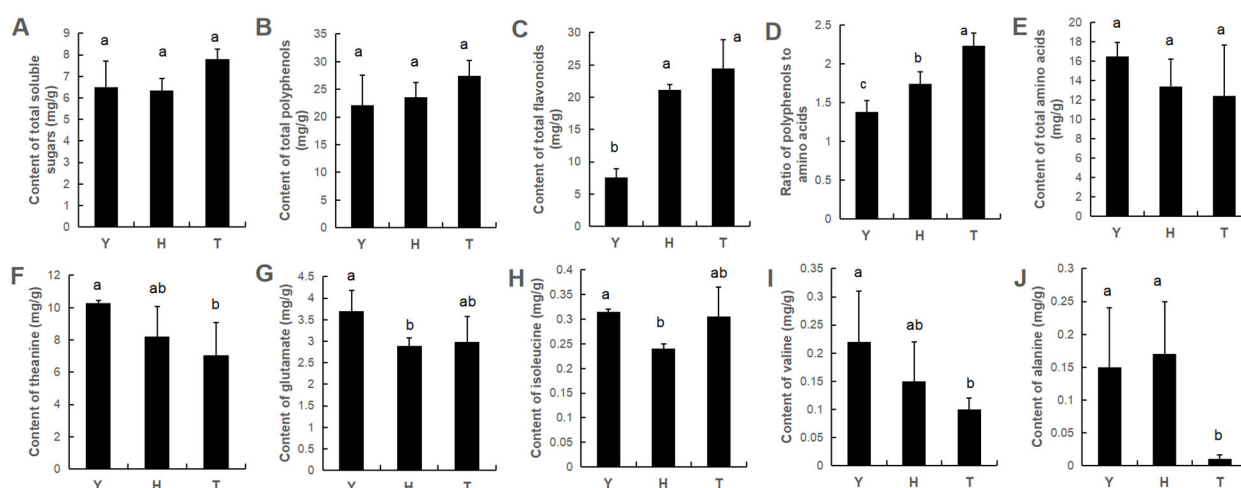 A
Content of total soluble
sugars (mg/g)
9
8
7
6
5
4
3
2
1
0
a
a
a
Y
H
T
B
Content of total polyphenols
(mg/g)
35
30
25
20
15
10
5
0
a
a
a
Y
H
T
C
Content of total flavonoids
(mg/g)
30
25
20
15
10
5
0
b
a
a
Y
H
T
D
Ratio of polyphenols to
amino acids
2.5
2
1.5
1
0.5
0
c
b
a
Y
H
T
E
Content of total amino acids
(mg/g)
20
18
16
14
12
10
8
6
4
2
0
a
a
a
Y
H
T
F
Content of theanine (mg/g)
12
10
8
6
4
2
0
a
ab
b
Y
H
T
G
Content of glutamate (mg/g)
4.5
4
3.5
3
2.5
2
1.5
1
0.5
0
a
b
ab
Y
H
T
H
Content of isoleucine (mg/g)
0.4
0.35
0.3
0.25
0.2
0.15
0.1
0.05
0
a
b
ab
Y
H
T
I
Content of valine (mg/g)
0.35
0.3
0.25
0.2
0.15
0.1
0.05
0
a
ab
b
Y
H
T
J
Content of alanine (mg/g)
0.3
0.25
0.2
0.15
0.1
0.05
0
a
a
b
Y
H
T